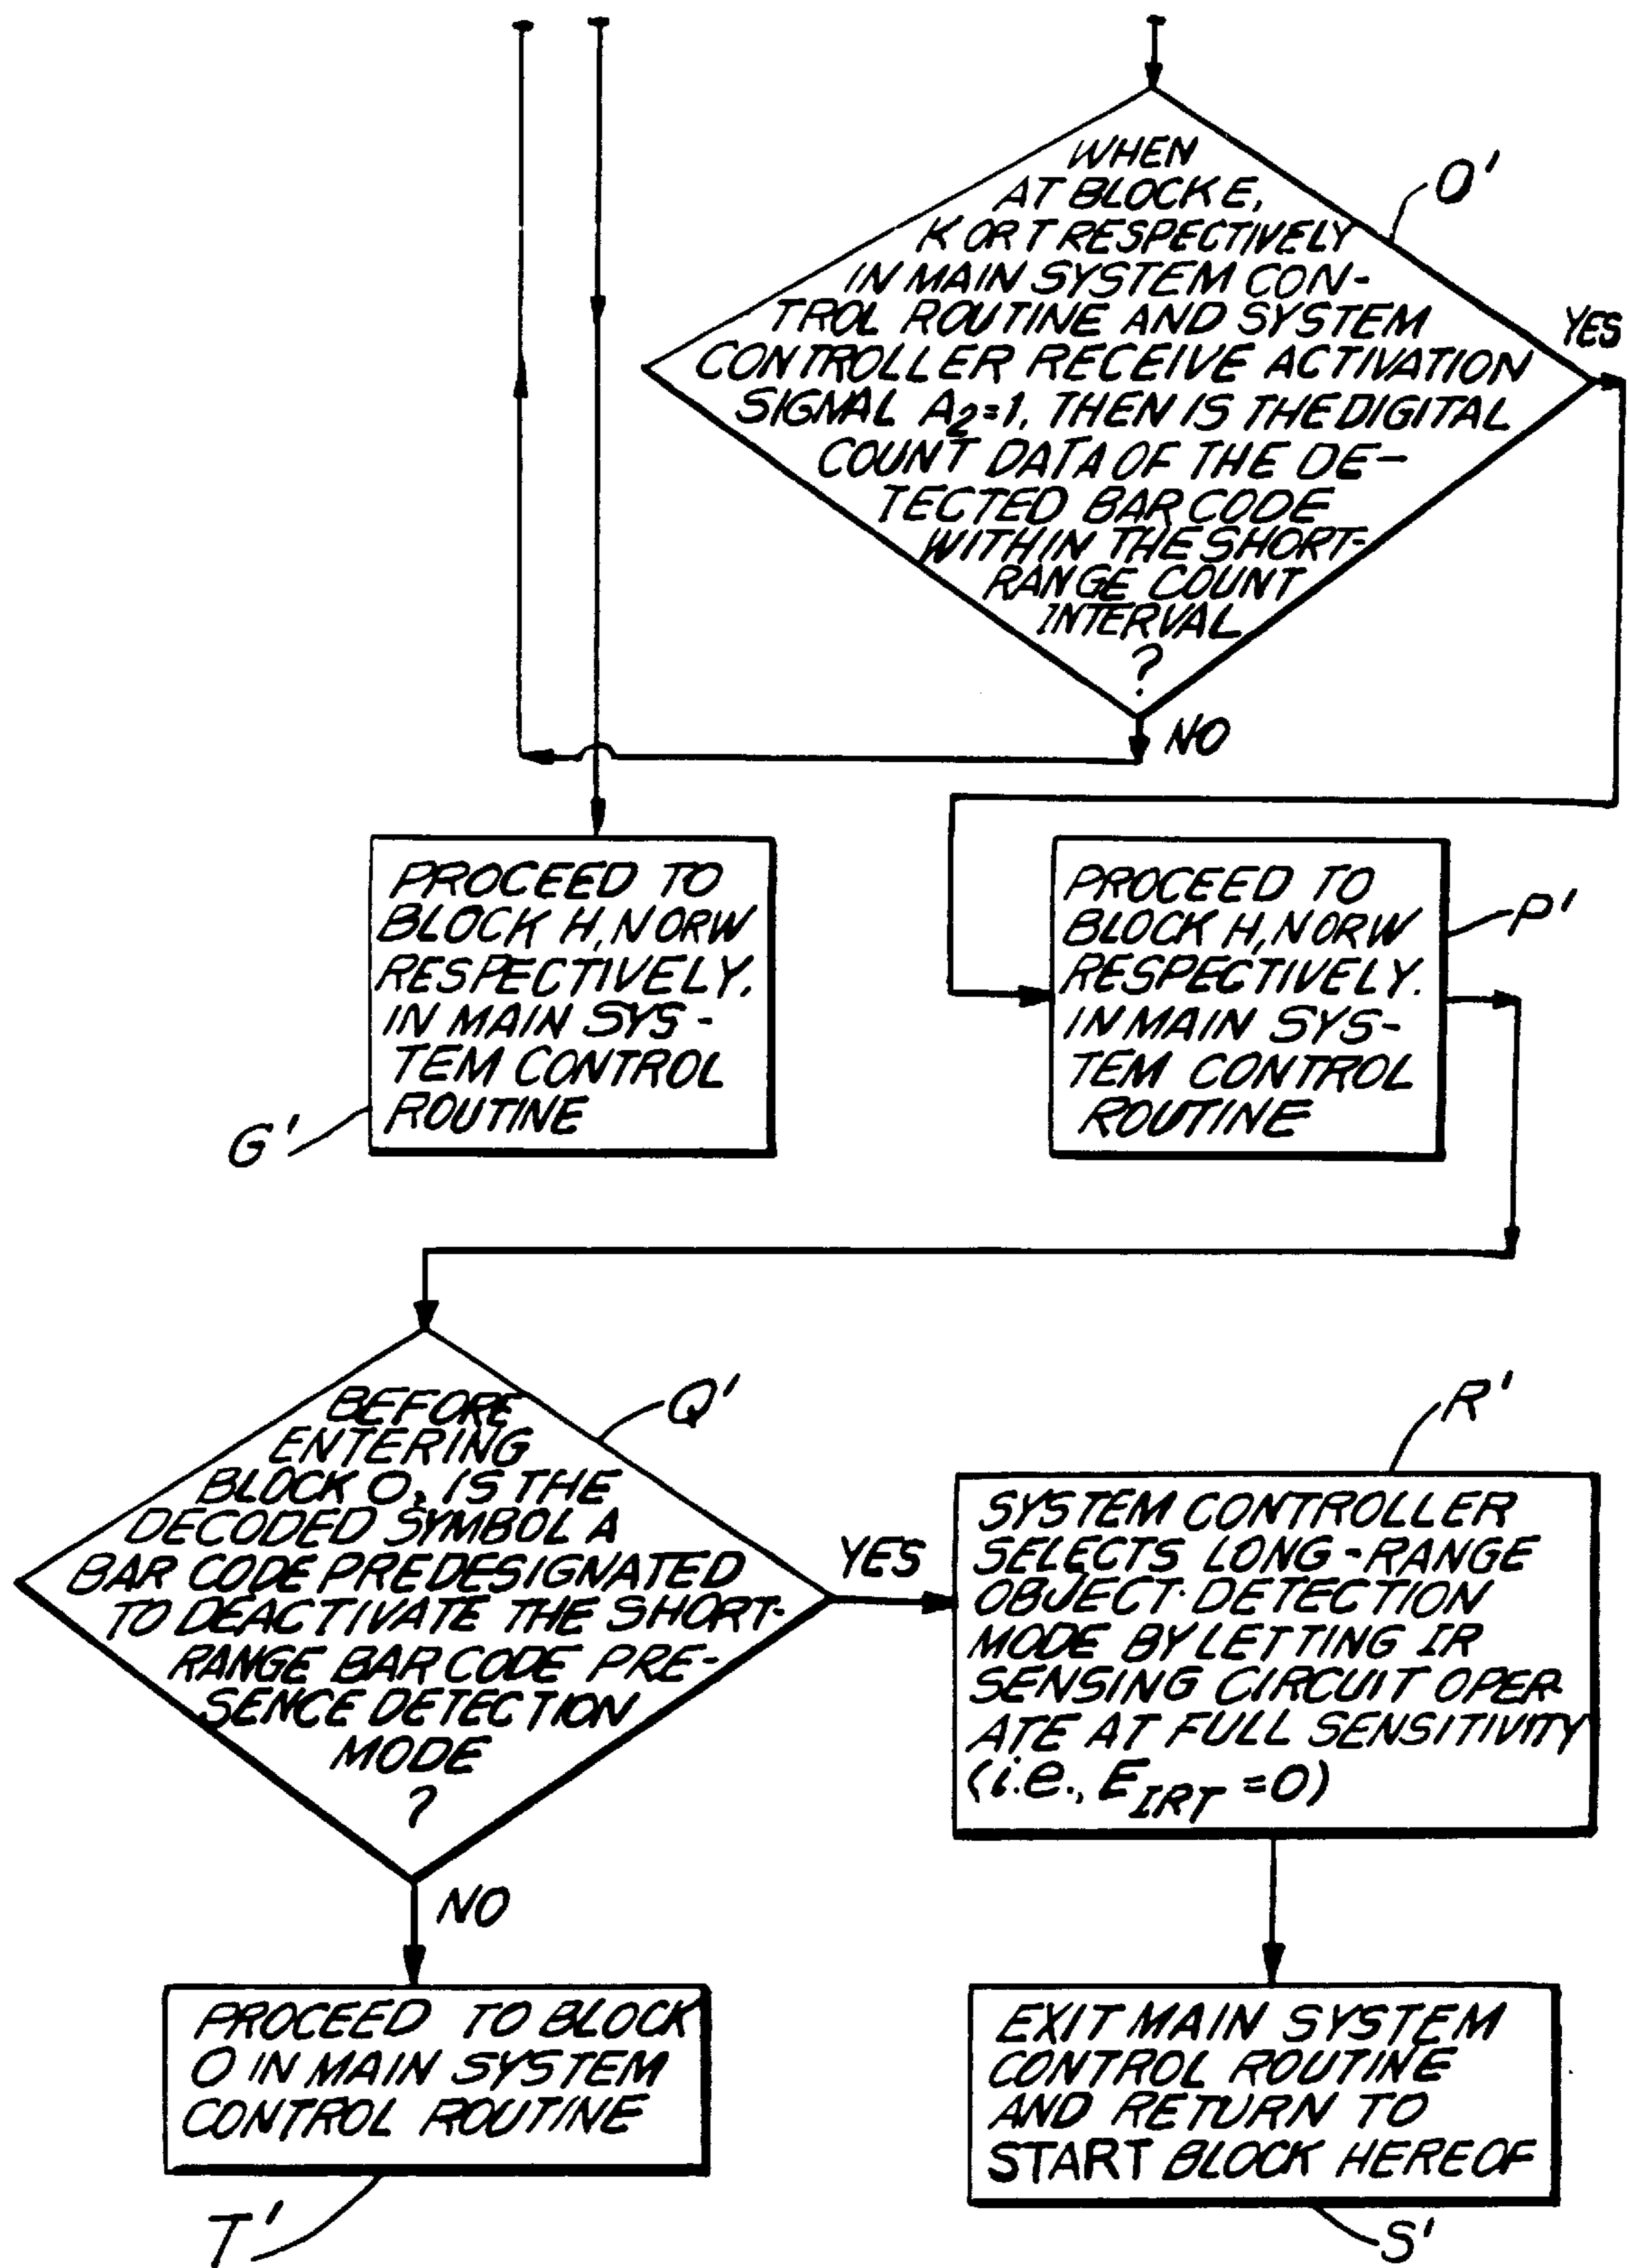 WHEN
AT BLOCK E,
K OR T RESPECTIVELY
IN MAIN SYSTEM CON-
TROL ROUTINE AND SYSTEM
CONTROLLER RECEIVE ACTIVATION
SIGNAL A2=1, THEN IS THE DIGITAL
COUNT DATA OF THE DE-
TECTED BAR CODE
WITHIN THE SHORT-
RANGE COUNT
INTERVAL
?
O'
YES
NO
PROCEED TO
BLOCK H, N OR W
RESPECTIVELY,
IN MAIN SYS-
TEM CONTROL
ROUTINE
G'
PROCEED TO
BLOCK H, N OR W
RESPECTIVELY.
IN MAIN SYS-
TEM CONTROL
ROUTINE
P'
BEFORE
ENTERING
BLOCK O, IS THE
DECODED SYMBOL A
BAR CODE PREDESIGNATED
TO DEACTIVATE THE SHORT-
RANGE BAR CODE PRE-
SENCE DETECTION
MODE
?
Q'
YES
NO
SYSTEM CONTROLLER
SELECTS LONG-RANGE
OBJECT DETECTION
MODE BY LETTING IR
SENSING CIRCUIT OPER-
ATE AT FULL SENSITIVITY
(i.e., EIRT =0)
R'
PROCEED TO BLOCK
O IN MAIN SYSTEM
CONTROL ROUTINE
T'
EXIT MAIN SYSTEM
CONTROL ROUTINE
AND RETURN TO
START BLOCK HEREOF
S'